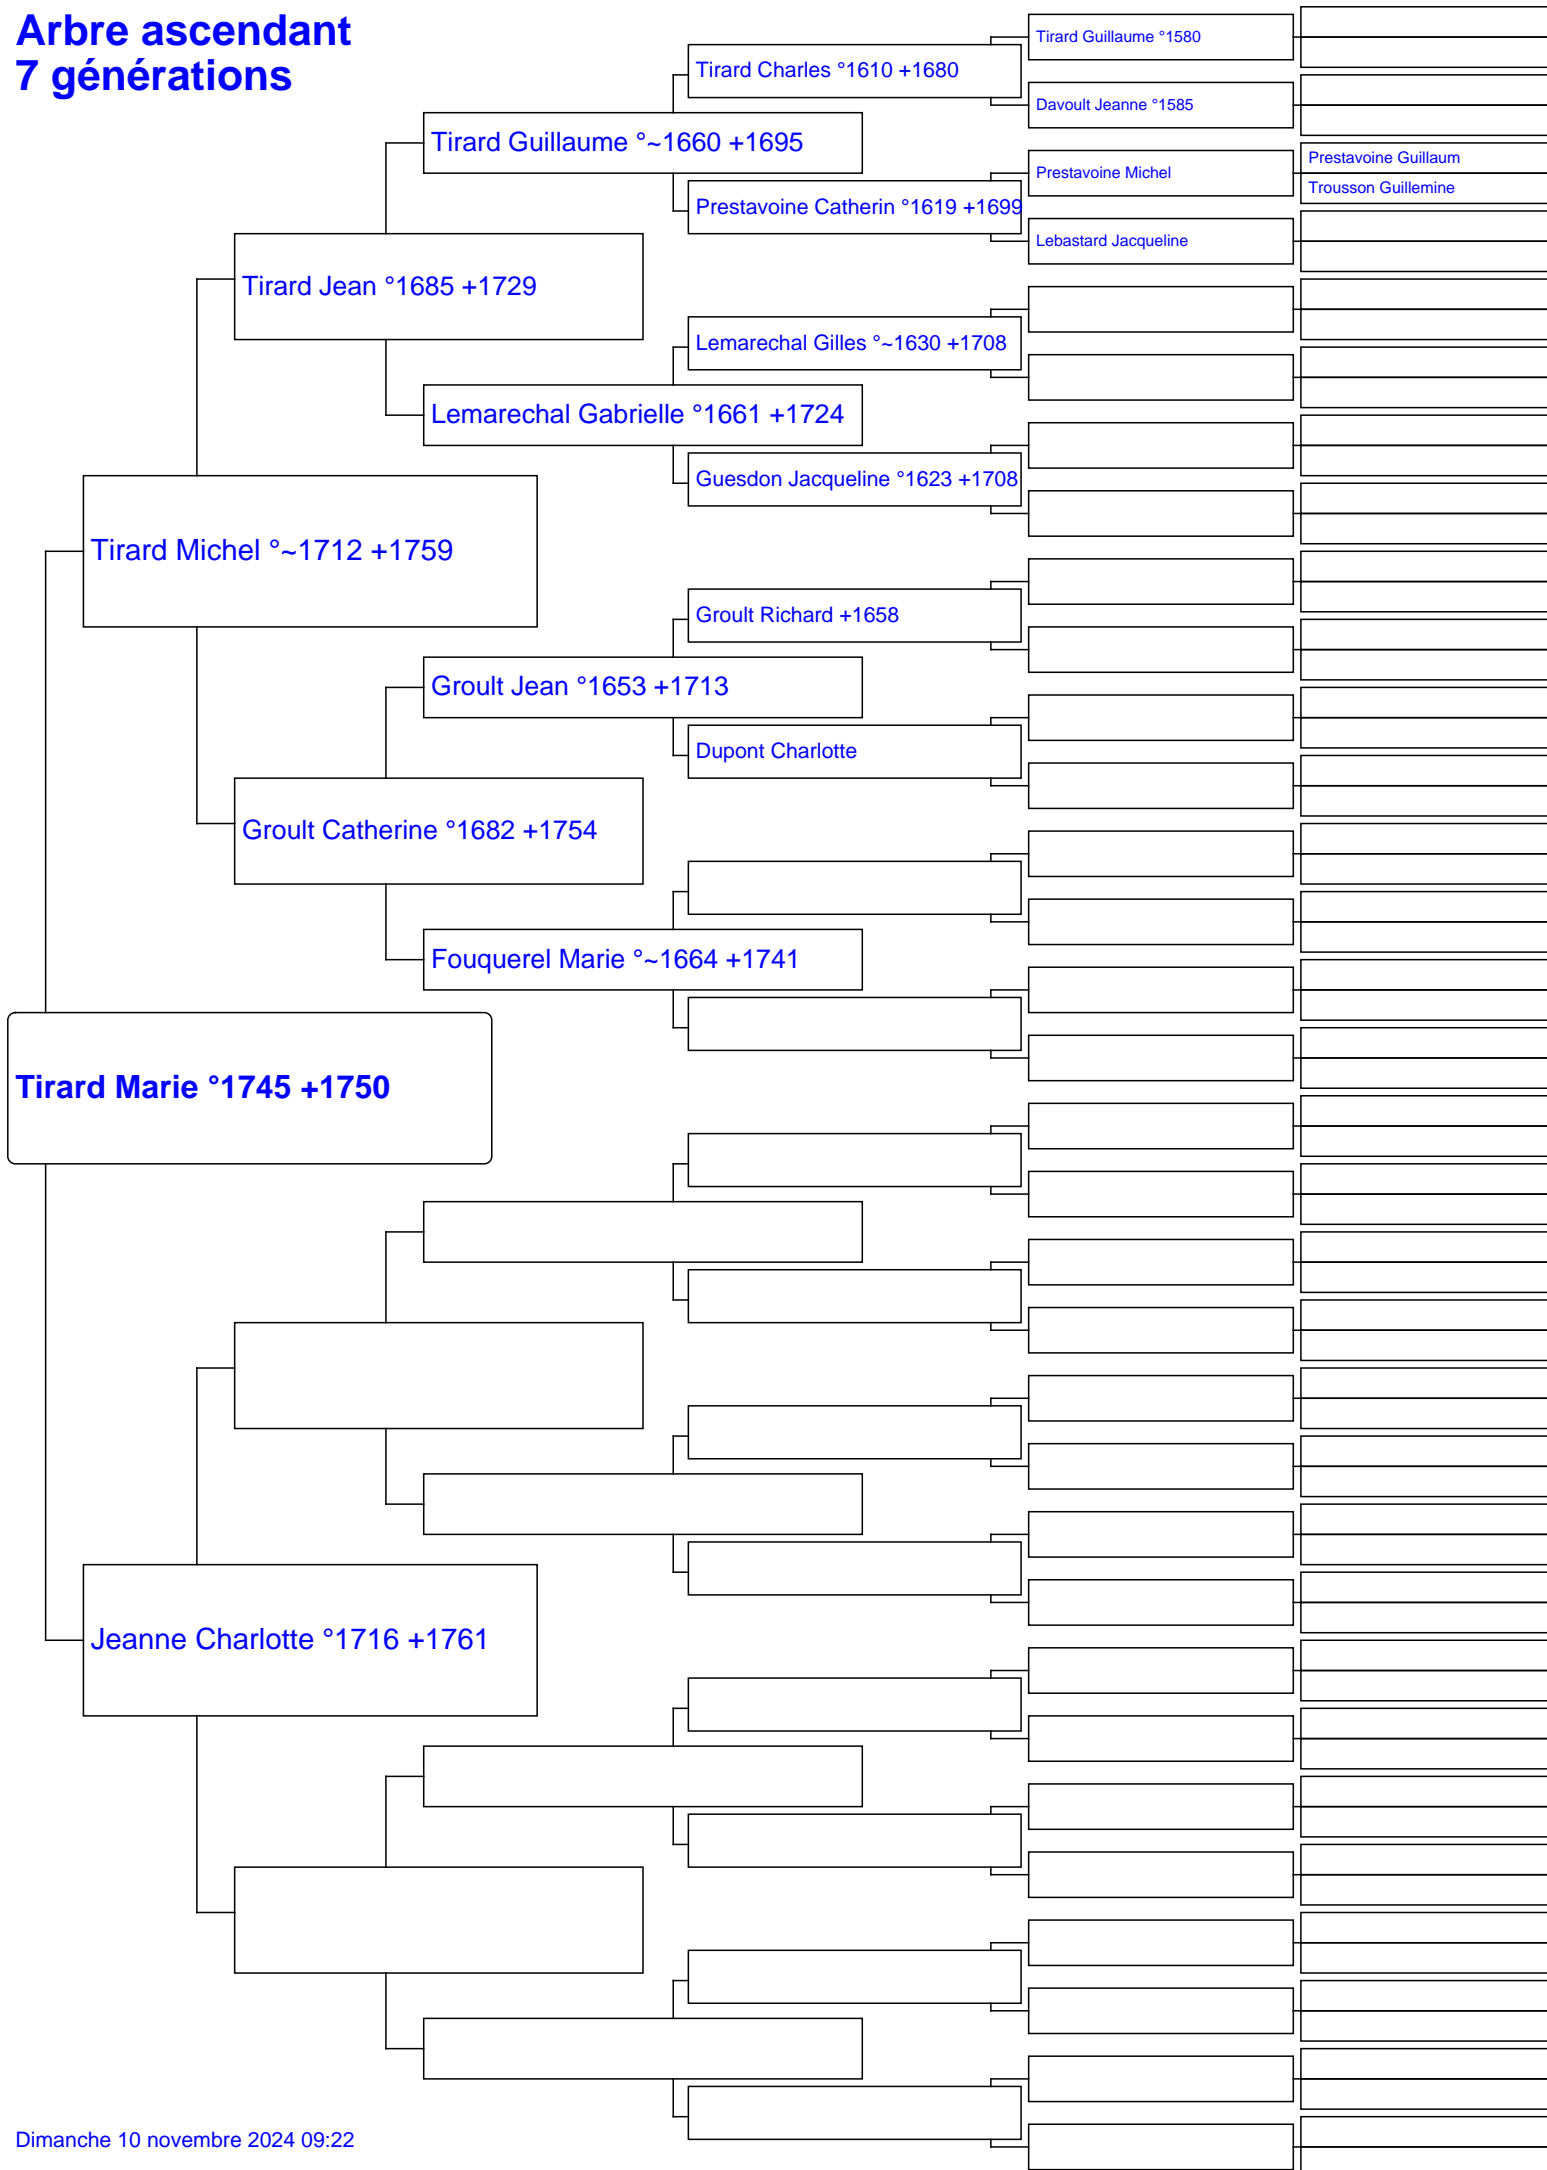 Arbre ascendant
7 générations
Tirard Guillaume °1580
Tirard Charles °1610 +1680
Davoult Jeanne °1585
Tirard Guillaume °~1660 +1695
Prestavoine Guillaum
Prestavoine Michel
Trousson Guillemine
Prestavoine Catherin °1619 +1699
Lebastard Jacqueline
Tirard Jean °1685 +1729
Lemarechal Gilles °~1630 +1708
Lemarechal Gabrielle °1661 +1724
Guesdon Jacqueline °1623 +1708
Tirard Michel °~1712 +1759
Groult Richard +1658
Groult Jean °1653 +1713
Dupont Charlotte
Groult Catherine °1682 +1754
Fouquerel Marie °~1664 +1741
Tirard Marie °1745 +1750
Jeanne Charlotte °1716 +1761
Dimanche 10 novembre 2024 09:22